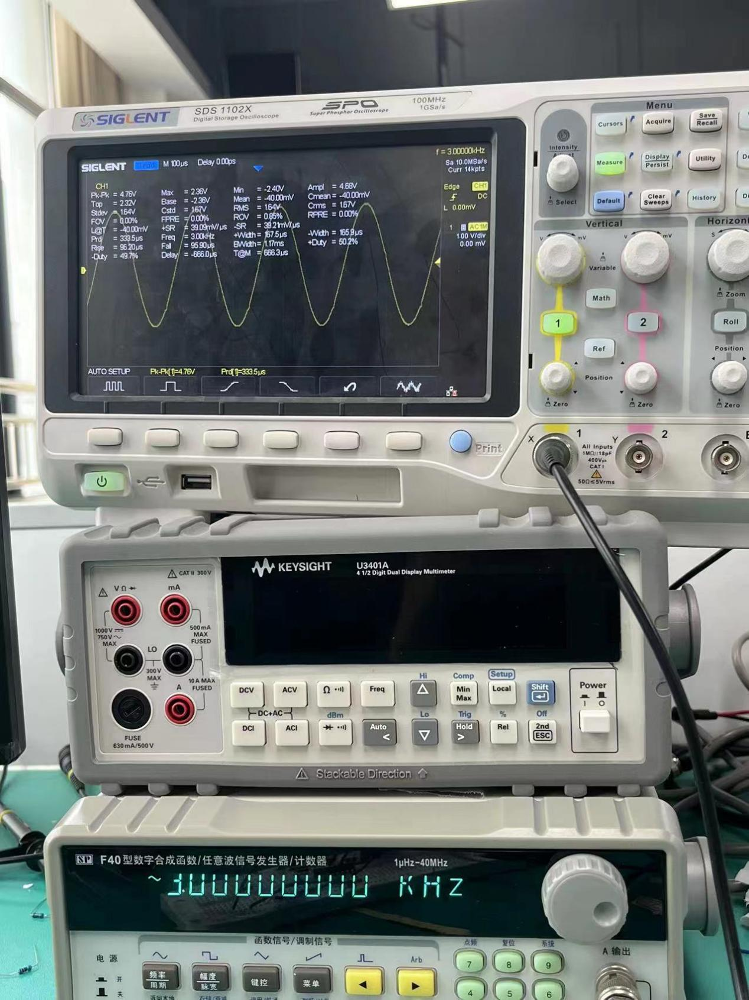 SIGLENT
SDS 1102X
Digital Storage Oscilloscope
SPO
Super Phosphor Oscilloscope
100MHz
1GSa/s
SIGLENT M 100µs Delay 0.00µs
f = 3.00000kHz
Sa 10.0MSa/s
Curr 14kpts
CH1
Pk-Pk = 4.76V Max = 2.36V Min = -2.40V Ampl = 4.68V
Top = 2.32V Base = -2.36V Mean = -40.00mV Cmean = -40.00mV
Stdev = 1.64V Cstd = 1.67V RMS = 1.64V Crms = 1.67V
FOV = 0.00% FPRE = 0.00% ROV = 0.85% RPRE = 0.00%
L@T = -40.00mV +SR = 39.09mV/µs -SR = 39.21mV/µs
Prd = 333.5µs Freq = 3.00kHz +Width = 167.5µs -Width = 165.9µs
Rise = 96.20µs Fall = 95.90µs BWidth = 1.17ms +Duty = 50.2%
-Duty = 49.7% Delay = -666.0µs T@M = 666.3µs
Edge CH1
DC
L 0.00mV
1 AC1M
1.00 V/div
0.00 mV
AUTO SETUP Pk-Pk[1]=4.76V Prd[1]=333.5µs
Print
Menu
Intensity
Select
Cursors
Acquire
Save
Recall
Measure
Display
Persist
Utility
Default
Clear
Sweeps
History
Vertical
V mV
V mV
Variable
Math
1
2
Ref
Position
Zero
Zero
S
Zoom
Roll
Position
Zero
X
1
All Inputs
1MΩ//18pF
400Vpk
CAT I
50Ω≤5Vrms
Y
2
KEYSIGHT
U3401A
4 1/2 Digit Dual Display Multimeter
CAT II 300V
V Ω
mA
1000V
750V
MAX
500mA
MAX
FUSED
LO
300V
MAX
10A MAX
FUSED
A
FUSE
630mA/500V
Hi
Comp
Setup
DCV
ACV
Ω
Freq
Min
Max
Local
Shift
DC+AC
dBm
Lo
Trig
%
Off
DCI
ACI
Auto
<
Hold
>
Rel
2nd
ESC
Power
I O
Stackable Direction
SP F40型数字合成函数/任意波信号发生器/计数器
1µHz-40MHz
~3.00000000 KHz
函数信号/调制信号
电 源
开
关
Arb
频率
周期
幅度
脉宽
键控
菜单
点频
复位
系统
7
8
9
4
5
6
A 输出